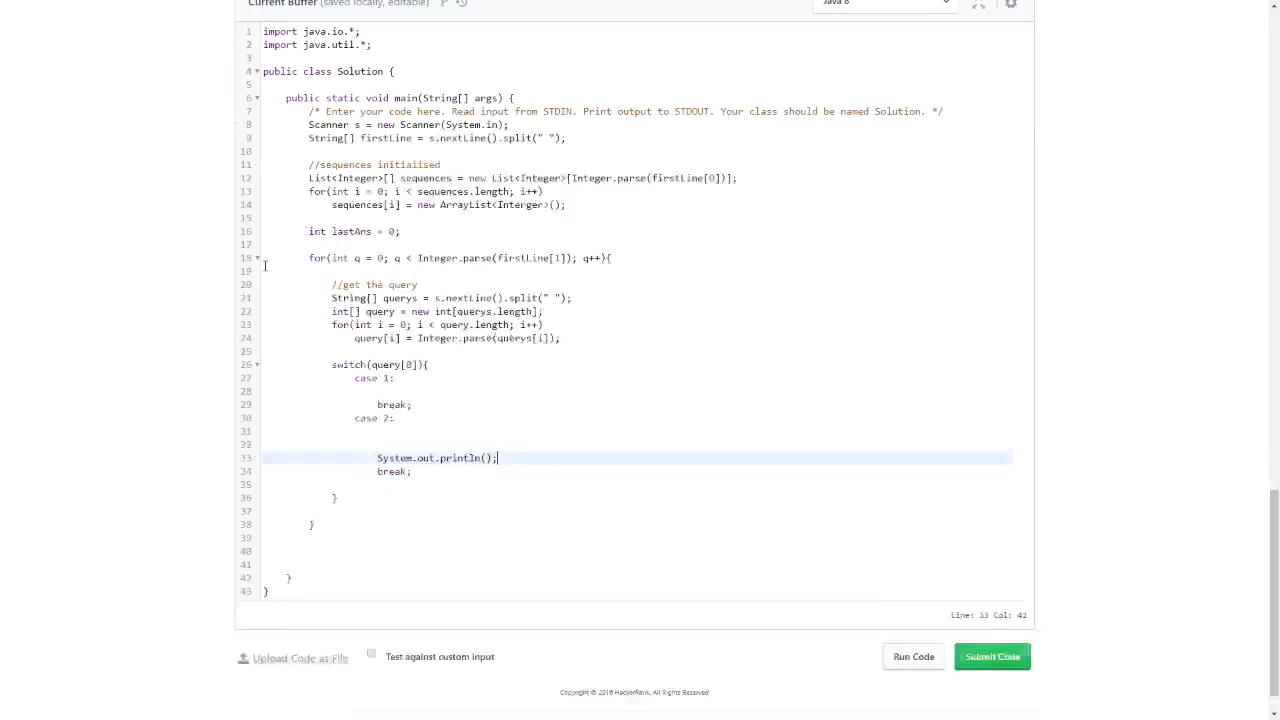 Current Buffer (saved locally, editable)
Java 8
1 import java.io.*;
2 import java.util.*;
3
4 public class Solution {
5
6 public static void main(String[] args) {
7 /* Enter your code here. Read input from STDIN. Print output to STDOUT. Your class should be named Solution. */
8 Scanner s = new Scanner(System.in);
9 String[] firstLine = s.nextLine().split(" ");
10
11 //sequences initialised
12 List<Integer>[] sequences = new List<Integer>[Integer.parse(firstLine[0])];
13 for(int i = 0; i < sequences.length; i++)
14 sequences[i] = new ArrayList<Interger>();
15
16 int lastAns = 0;
17
18 for(int q = 0; q < Integer.parse(firstLine[1]); q++){
19
20 //get the query
21 String[] querys = s.nextLine().split(" ");
22 int[] query = new int[querys.length];
23 for(int i = 0; i < query.length; i++)
24 query[i] = Integer.parse(querys[i]);
25
26 switch(query[0]){
27 case 1:
28
29 break;
30 case 2:
31
32
33 System.out.println();
34 break;
35
36 }
37
38 }
39
40
41
42 }
43 }
Line: 33 Col: 42
Upload Code as File
Test against custom input
Run Code
Submit Code
Copyright © 2016 HackerRank. All Rights Reserved